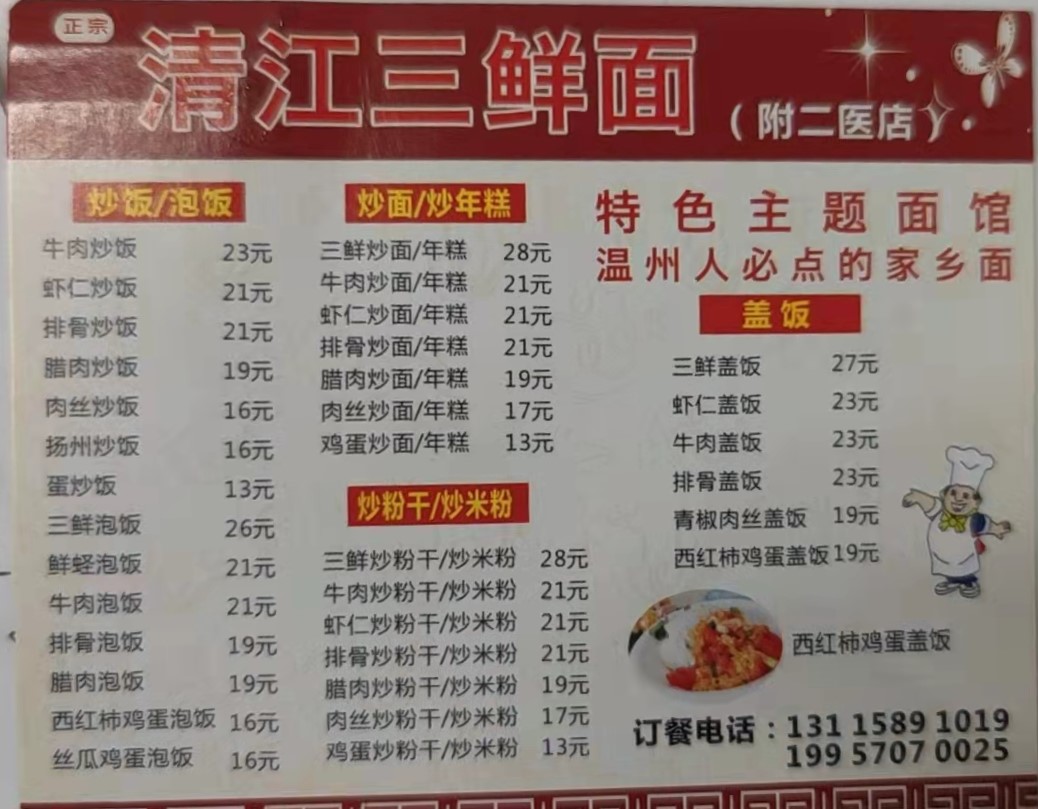 正宗
清江三鲜面
（附二医店）
炒饭/泡饭
牛肉炒饭 23元
虾仁炒饭 21元
排骨炒饭 21元
腊肉炒饭 19元
肉丝炒饭 16元
扬州炒饭 16元
蛋炒饭 13元
三鲜泡饭 26元
鲜蛏泡饭 21元
牛肉泡饭 21元
排骨泡饭 19元
腊肉泡饭 19元
西红柿鸡蛋泡饭 16元
丝瓜鸡蛋泡饭 16元
炒面/炒年糕
三鲜炒面/年糕 28元
牛肉炒面/年糕 21元
虾仁炒面/年糕 21元
排骨炒面/年糕 21元
腊肉炒面/年糕 19元
肉丝炒面/年糕 17元
鸡蛋炒面/年糕 13元
炒粉干/炒米粉
三鲜炒粉干/炒米粉 28元
牛肉炒粉干/炒米粉 21元
虾仁炒粉干/炒米粉 21元
排骨炒粉干/炒米粉 21元
腊肉炒粉干/炒米粉 19元
肉丝炒粉干/炒米粉 17元
鸡蛋炒粉干/炒米粉 13元
特色主题面馆
温州人必点的家乡面
盖饭
三鲜盖饭 27元
虾仁盖饭 23元
牛肉盖饭 23元
排骨盖饭 23元
青椒肉丝盖饭 19元
西红柿鸡蛋盖饭 19元
西红柿鸡蛋盖饭
订餐电话：131 1589 1019
199 5707 0025